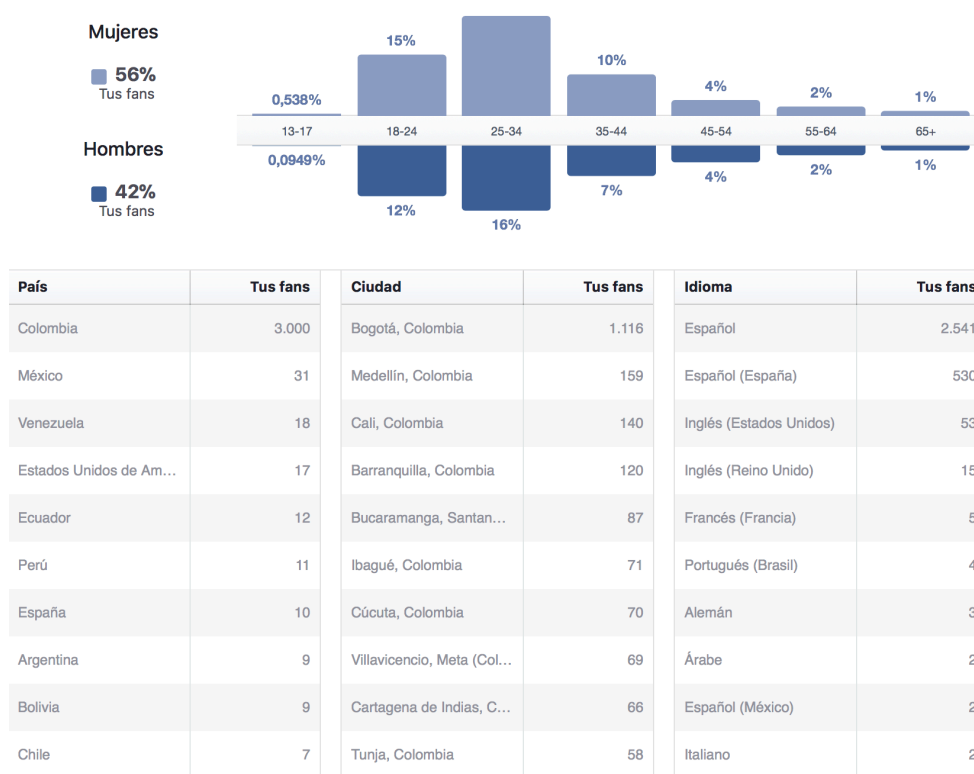 Mujeres
56%
Tus fans
Hombres
42%
Tus fans
15% 10% 4% 2% 1%
0,538%
13-17 18-24 25-34 35-44 45-54 55-64 65+
0,0949% 12% 16% 7% 4% 2% 1%
País Tus fans Ciudad Tus fans Idioma Tus fans
Colombia 3.000 Bogotá, Colombia 1.116 Español 2.541
México 31 Medellín, Colombia 159 Español (España) 530
Venezuela 18 Cali, Colombia 140 Inglés (Estados Unidos) 53
Estados Unidos de Am… 17 Barranquilla, Colombia 120 Inglés (Reino Unido) 15
Ecuador 12 Bucaramanga, Santan… 87 Francés (Francia) 5
Perú 11 Ibagué, Colombia 71 Portugués (Brasil) 4
España 10 Cúcuta, Colombia 70 Alemán 3
Argentina 9 Villavicencio, Meta (Col… 69 Árabe 2
Bolivia 9 Cartagena de Indias, C… 66 Español (México) 2
Chile 7 Tunja, Colombia 58 Italiano 2